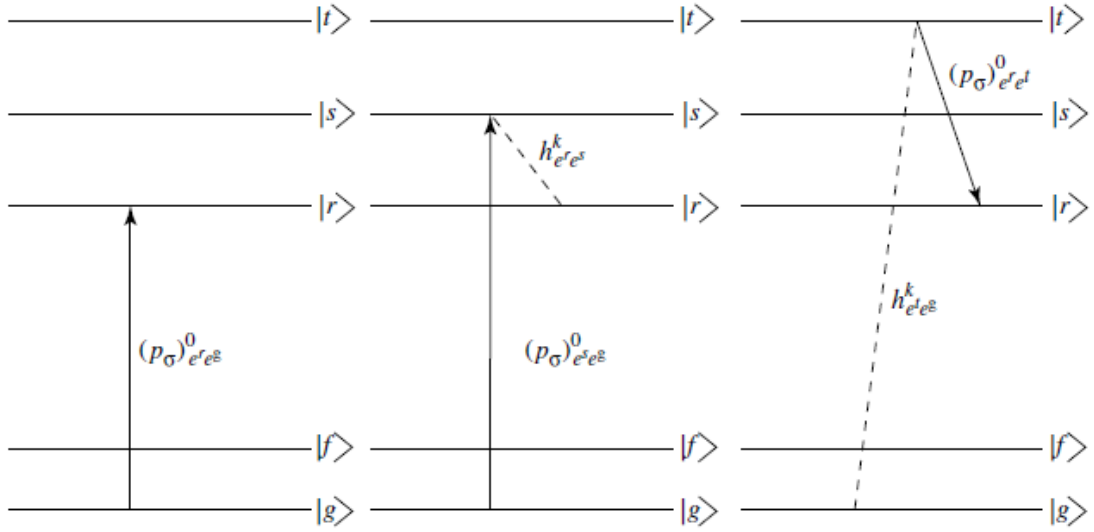 |t> |t> |t>
(p_σ)^0_{e^r e^t}
|s> |s> |s>
h^k_{e^r e^s}
|r> |r> |r>
h^k_{e^t e^g}
(p_σ)^0_{e^r e^g} (p_σ)^0_{e^s e^g}
|f> |f> |f>
|g> |g> |g>